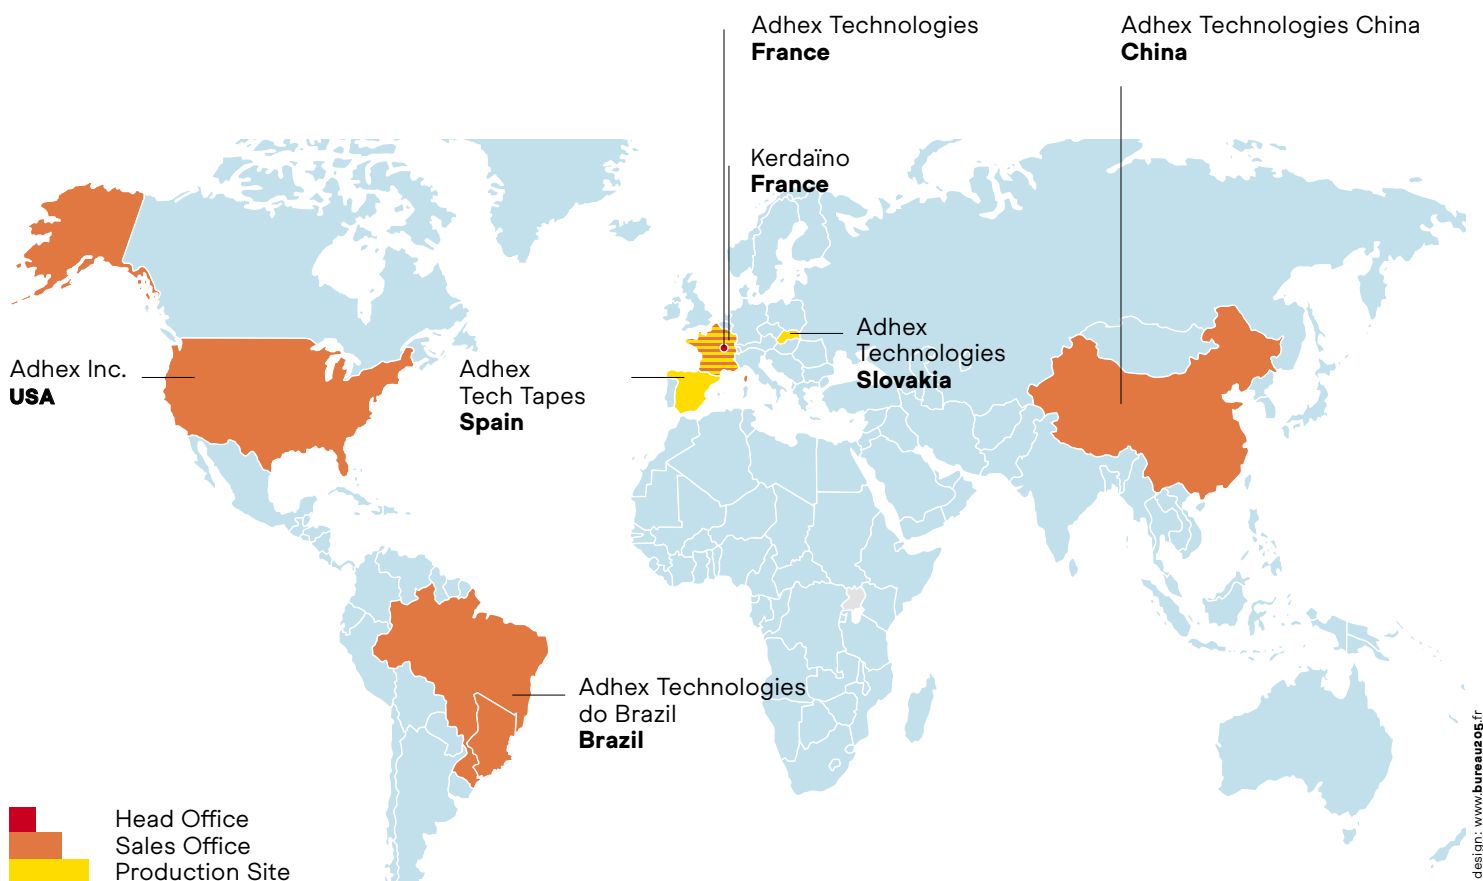 Adhex Technologies
France
Adhex Technologies China
China
Kerdaïno
France
Adhex
Technologies
Slovakia
Adhex Inc.
USA
Adhex
Tech Tapes
Spain
Adhex Technologies
do Brazil
Brazil
Head Office
Sales Office
Production Site
design: www.bureau205.fr